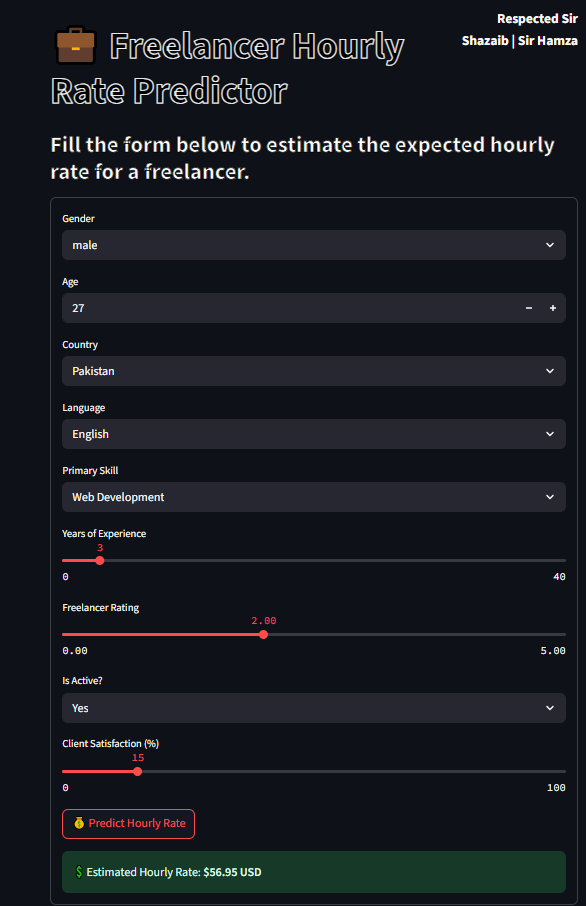 Respected Sir
Shazaib | Sir Hamza
Freelancer Hourly
Rate Predictor
Fill the form below to estimate the expected hourly
rate for a freelancer.
Gender
male
Age
27
Country
Pakistan
Language
English
Primary Skill
Web Development
Years of Experience
3
0 40
Freelancer Rating
2.00
0.00 5.00
Is Active?
Yes
Client Satisfaction (%)
15
0 100
💰 Predict Hourly Rate
💲 Estimated Hourly Rate: $56.95 USD